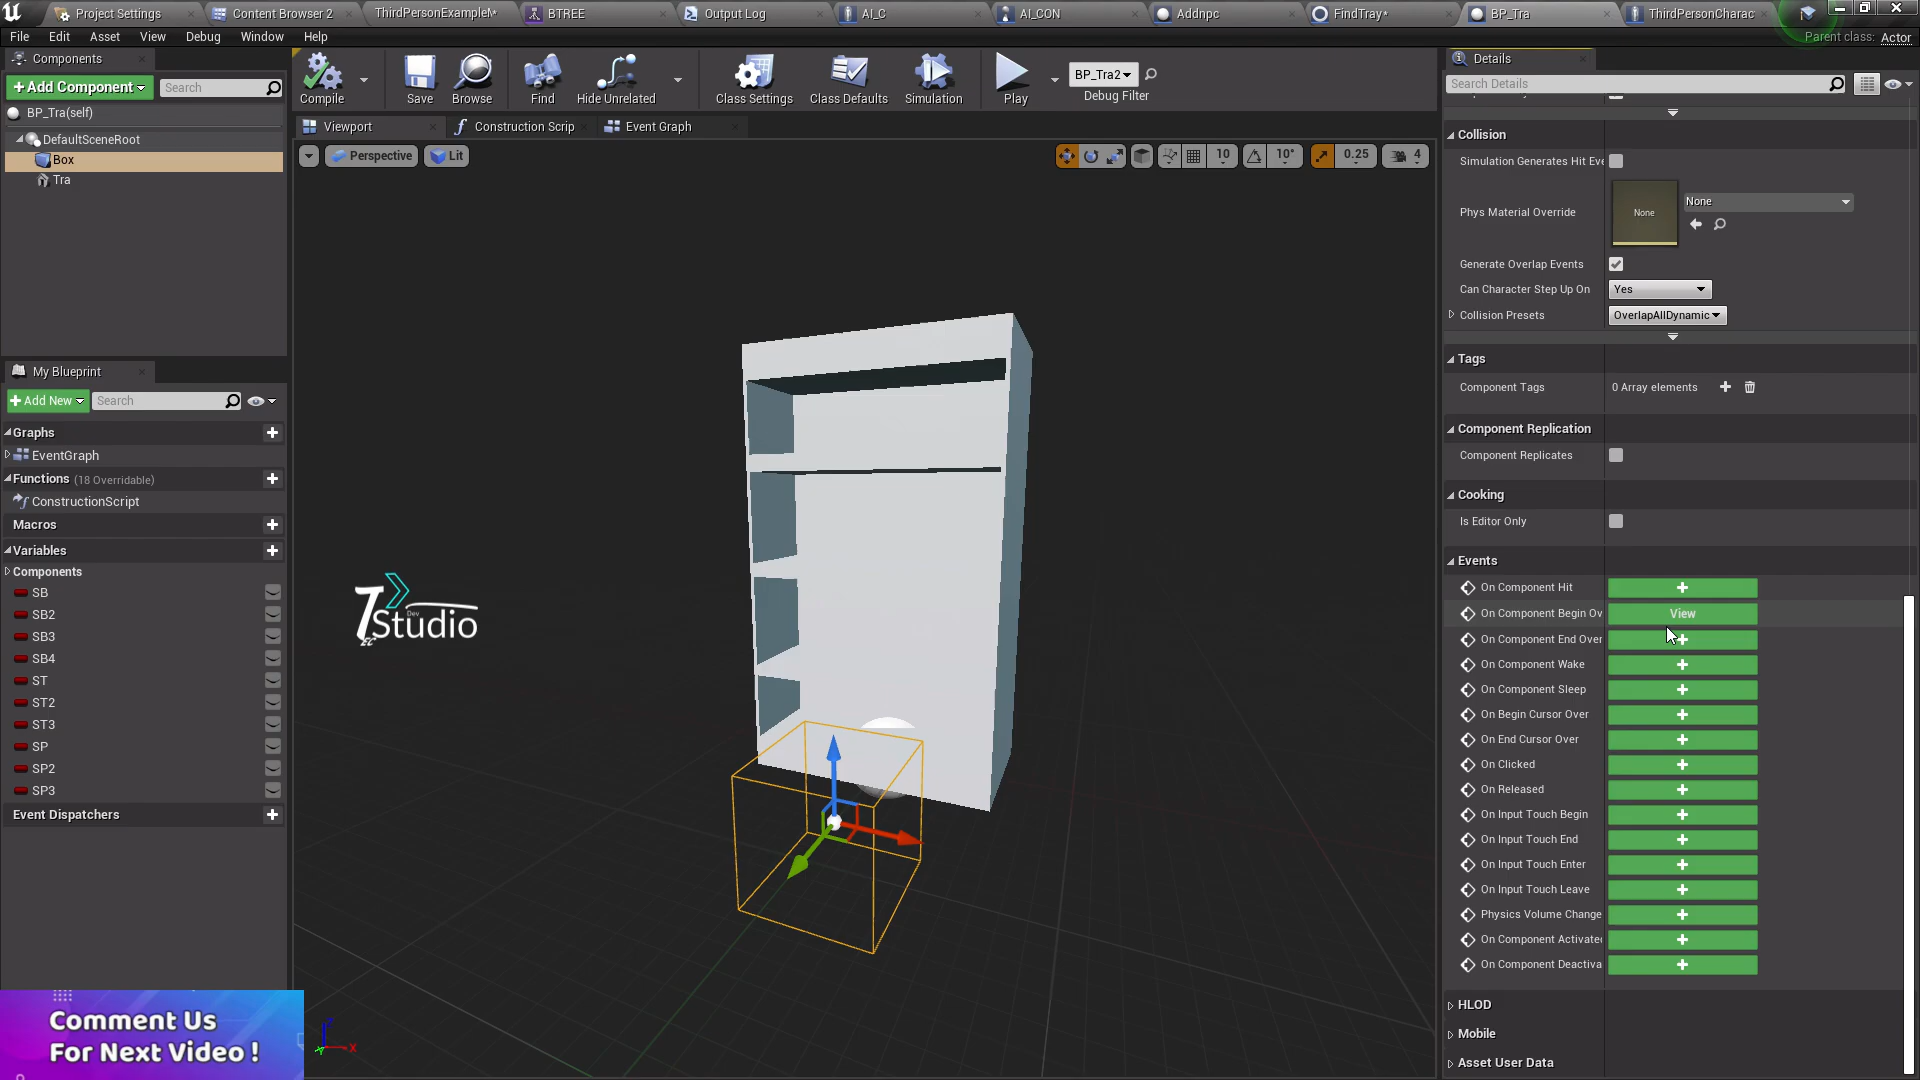 Project Settings
Content Browser 2
ThirdPersonExampleM*
BTREE
Output Log
AI_C
AI_CON
Addnpc
FindTray*
BP_Tra
ThirdPersonCharac
File
Edit
Asset
View
Debug
Window
Help
Parent class: Actor
Components
+Add Component
Search
BP_Tra(self)
DefaultSceneRoot
Box
Tra
Compile
Save
Browse
Find
Hide Unrelated
Class Settings
Class Defaults
Simulation
Play
BP_Tra2
Debug Filter
Viewport
Construction Scrip
Event Graph
Perspective
Lit
10
10°
0.25
4
My Blueprint
+Add New
Search
Graphs
EventGraph
Functions (18 Overridable)
ConstructionScript
Macros
Variables
Components
SB
SB2
SB3
SB4
ST
ST2
ST3
SP
SP2
SP3
Event Dispatchers
Dev
Studio
Comment Us
For Next Video !
Z
Y
X
Details
Search Details
Collision
Simulation Generates Hit Eve
Phys Material Override
None
None
Generate Overlap Events
Can Character Step Up On
Yes
Collision Presets
OverlapAllDynamic
Tags
Component Tags
0 Array elements
Component Replication
Component Replicates
Cooking
Is Editor Only
Events
On Component Hit
On Component Begin Ov
View
On Component End Over
On Component Wake
On Component Sleep
On Begin Cursor Over
On End Cursor Over
On Clicked
On Released
On Input Touch Begin
On Input Touch End
On Input Touch Enter
On Input Touch Leave
Physics Volume Change
On Component Activated
On Component Deactiva
HLOD
Mobile
Asset User Data